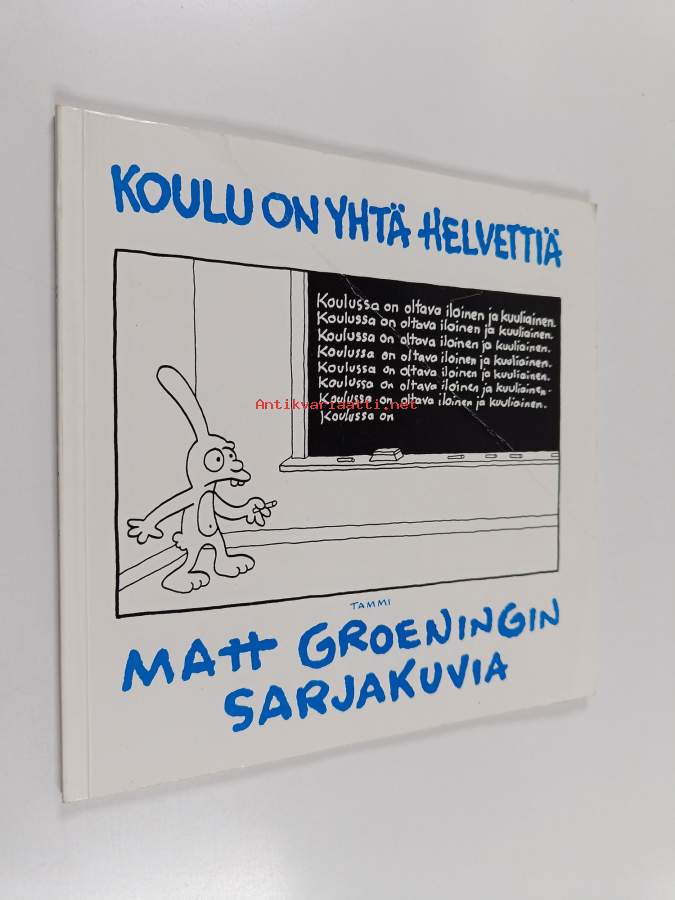 KOULU ON YHTÄ HELVETTIÄ
Koulussa on oltava iloinen ja kuuliainen.
Koulussa on oltava iloinen ja kuuliainen.
Koulussa on oltava iloinen ja kuuliainen.
Koulussa on oltava iloinen ja kuuliainen.
Koulussa on oltava iloinen ja kuuliainen.
Koulussa on oltava iloinen ja kuuliainen.
Koulussa on oltava iloinen ja kuuliainen.
Koulussa on
Antikvariaatti.net
TAMMI
MATT GROENINGIN
SARJAKUVIA